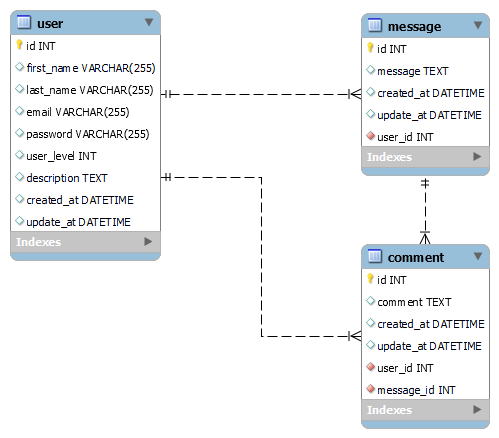 user
id INT
first_name VARCHAR(255)
last_name VARCHAR(255)
email VARCHAR(255)
password VARCHAR(255)
user_level INT
description TEXT
created_at DATETIME
update_at DATETIME
Indexes
message
id INT
message TEXT
created_at DATETIME
update_at DATETIME
user_id INT
Indexes
comment
id INT
comment TEXT
created_at DATETIME
update_at DATETIME
user_id INT
message_id INT
Indexes